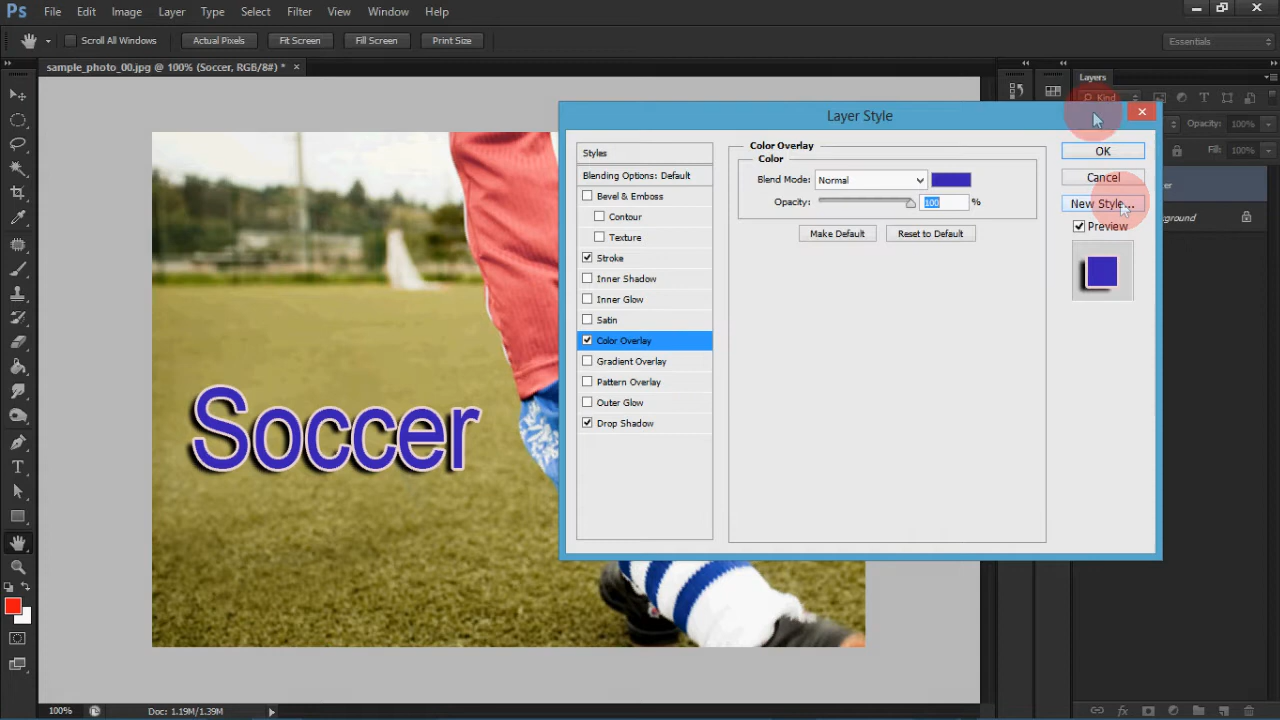 Ps File Edit Image Layer Type Select Filter View Window Help
Scroll All Windows Actual Pixels Fit Screen Fill Screen Print Size Essentials
sample_photo_00.jpg @ 100% (Soccer, RGB/8#) * ×
Layers
Kind
Opacity: 100%
Fill: 100%
Layer Style
Styles
Blending Options: Default
Bevel & Emboss
Contour
Texture
Stroke
Inner Shadow
Inner Glow
Satin
Color Overlay
Gradient Overlay
Pattern Overlay
Outer Glow
Drop Shadow
Color Overlay
Color
Blend Mode: Normal
Opacity: 100 %
Make Default Reset to Default
OK
Cancel
New Style...
Preview
Soccer
100% Doc: 1.19M/1.39M